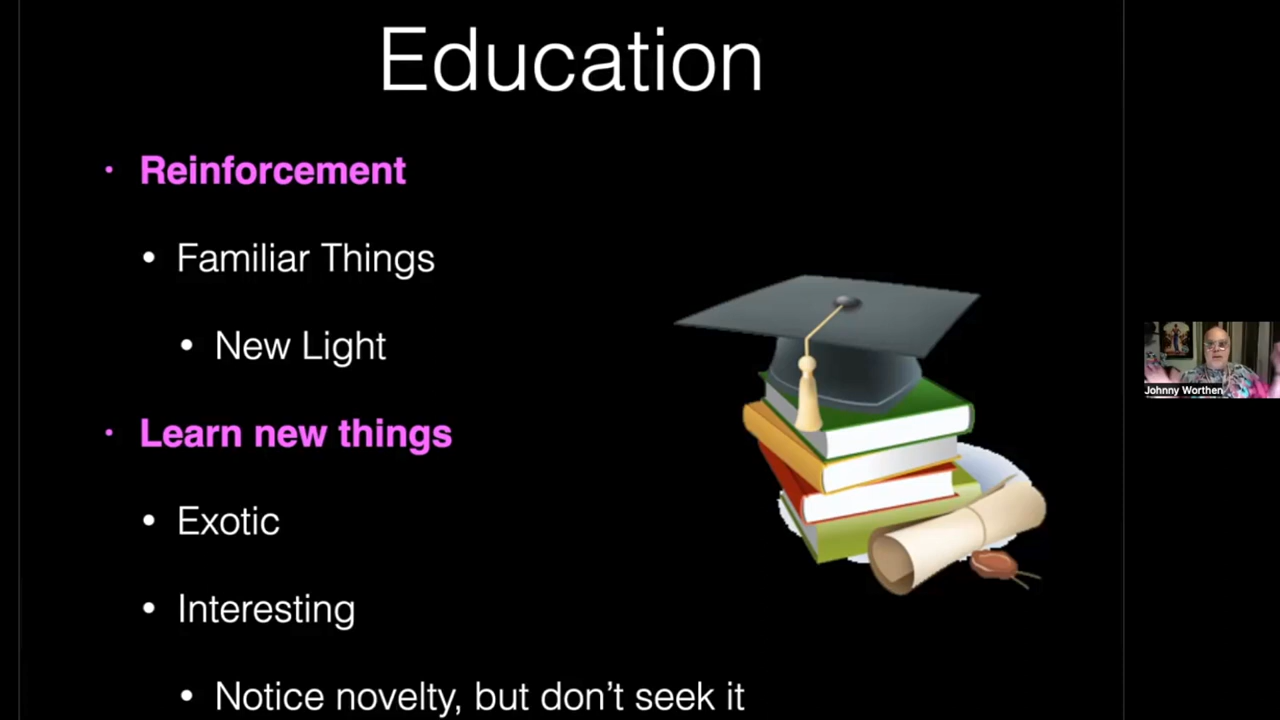 Education
• Reinforcement
• Familiar Things
• New Light
• Learn new things
• Exotic
• Interesting
• Notice novelty, but don't seek it
Johnny Worthen